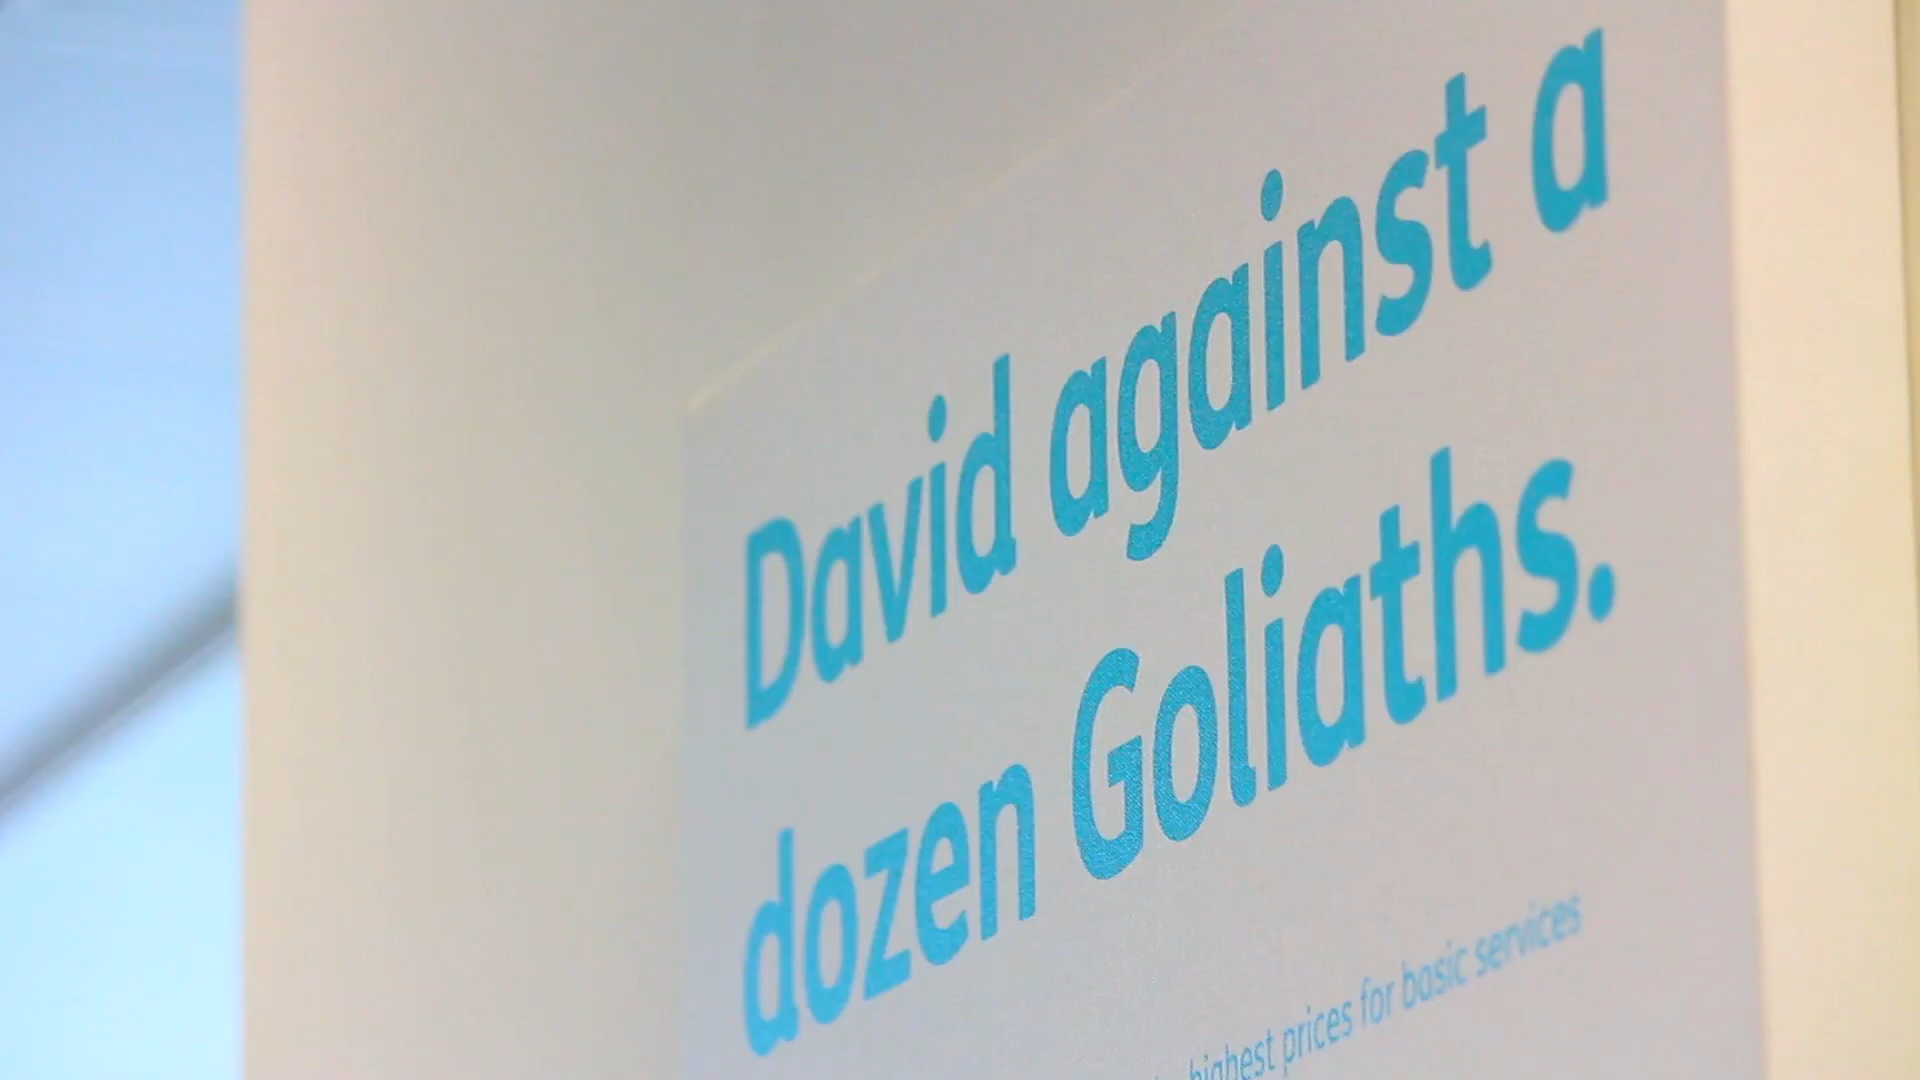 David against a
dozen Goliaths.
highest prices for basic services